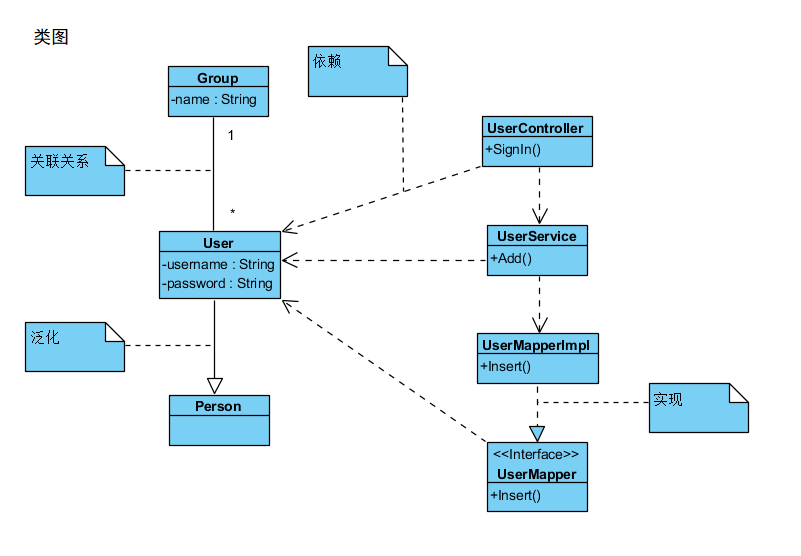 类图
Group
-name : String
依赖
1
关联关系
UserController
+SignIn()
*
User
-username : String
-password : String
UserService
+Add()
泛化
UserMapperImpl
+Insert()
Person
实现
<<Interface>>
UserMapper
+Insert()